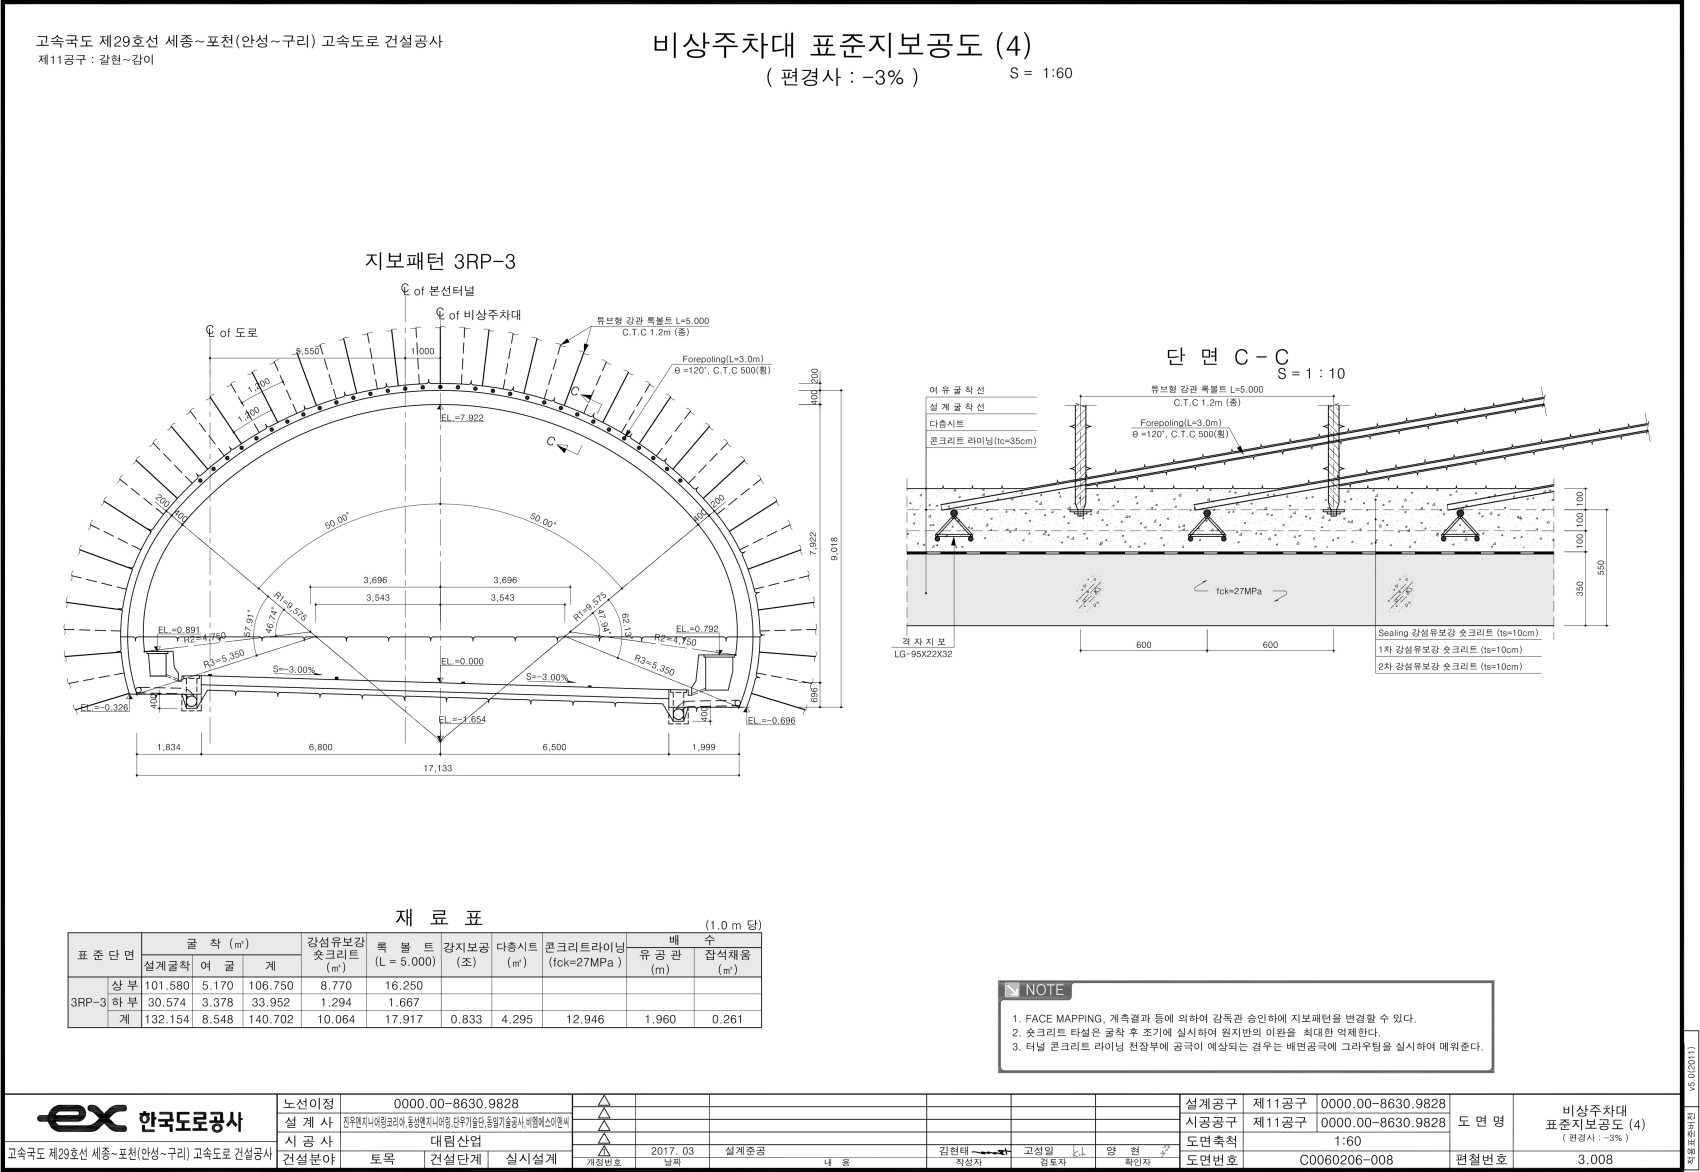 고속국도 제29호선 세종~포천(안성~구리) 고속도로 건설공사
제11공구 : 갈현~감이
비상주차대 표준지보공도 (4)
( 편경사 : -3% )
S = 1:60
지보패턴 3RP-3
℄ of 본선터널
℄ of 비상주차대
℄ of 도로
튜브형 강관 록볼트 L=5.000
C.T.C 1.2m (종)
Forepoling(L=3.0m)
θ =120°, C.T.C 500(횡)
5,550
1,000
1,200
1,200
C
C
EL.=7.922
200
400
200
400
400
200
50.00°
50.00°
7,922
9,018
3,696
3,696
3,543
3,543
R1=9,575
R1=9,575
57.91°
46.74°
47.94°
62.13°
EL.=0.891
R2=4,750
R3=5,350
EL.=0.792
R2=4,750
R3=5,350
EL.=0.000
S=-3.00%
S=-3.00%
696
EL.=-0.326
400
EL.=-1.654
400
EL.=-0.696
1,834
6,800
6,500
1,999
17,133
단 면 C - C
S = 1 : 10
여 유 굴 착 선
설 계 굴 착 선
다층시트
콘크리트 라이닝(tc=35cm)
튜브형 강관 록볼트 L=5.000
C.T.C 1.2m (종)
Forepoling(L=3.0m)
θ =120°, C.T.C 500(횡)
100
100
100
350
550
fck=27MPa
격 자 지 보
LG-95X22X32
600
600
Sealing 강섬유보강 숏크리트 (ts=10cm)
1차 강섬유보강 숏크리트 (ts=10cm)
2차 강섬유보강 숏크리트 (ts=10cm)
재 료 표
(1.0 m 당)
표 준 단 면 굴 착 (㎥) 강섬유보강 숏크리트 (㎥) 록 볼 트 (L = 5.000) 강지보공 (조) 다층시트 (㎡) 콘크리트라이닝 (fck=27MPa ) 배 수
설계굴착 여 굴 계 유 공 관 (m) 잡석채움 (㎥)
3RP-3 상 부 101.580 5.170 106.750 8.770 16.250
하 부 30.574 3.378 33.952 1.294 1.667
계 132.154 8.548 140.702 10.064 17.917 0.833 4.295 12.946 1.960 0.261
NOTE
1. FACE MAPPING, 계측결과 등에 의하여 감독관 승인하에 지보패턴을 변경할 수 있다.
2. 숏크리트 타설은 굴착 후 조기에 실시하여 원지반의 이완을 최대한 억제한다.
3. 터널 콘크리트 라이닝 천장부에 공극이 예상되는 경우는 배면공극에 그라우팅을 실시하여 메워준다.
v5.0(2011)
적용표준비전
ex 한국도로공사
고속국도 제29호선 세종~포천(안성~구리) 고속도로 건설공사
노선이정 0000.00-8630.9828
설 계 사 진우엔지니어링코리아,동성엔지니어링,단우기술단,동일기술공사,비엠에스이앤씨
시 공 사 대림산업
건설분야 토목 건설단계 실시설계
1 2017. 03 설계준공 김현태 고성일 양 현
개정번호 날짜 내 용 작성자 검토자 확인자
설계공구 제11공구 0000.00-8630.9828
시공공구 제11공구 0000.00-8630.9828
도면축척 1:60
도면번호 C0060206-008
도 면 명 비상주차대
표준지보공도 (4)
( 편경사 : -3% )
편철번호 3.008